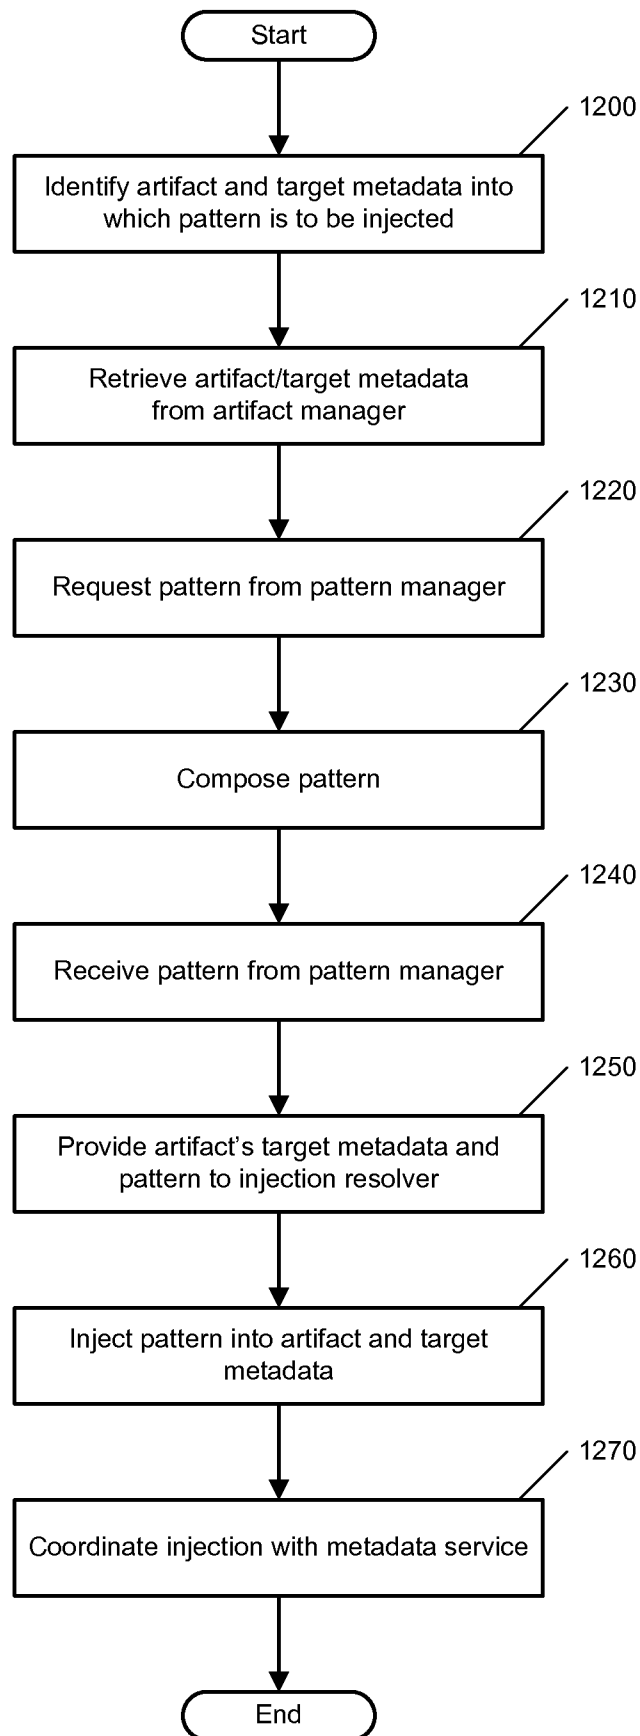 Start
1200
Identify artifact and target metadata into
which pattern is to be injected
1210
Retrieve artifact/target metadata
from artifact manager
1220
Request pattern from pattern manager
1230
Compose pattern
1240
Receive pattern from pattern manager
1250
Provide artifact’s target metadata and
pattern to injection resolver
1260
Inject pattern into artifact and target
metadata
1270
Coordinate injection with metadata service
End